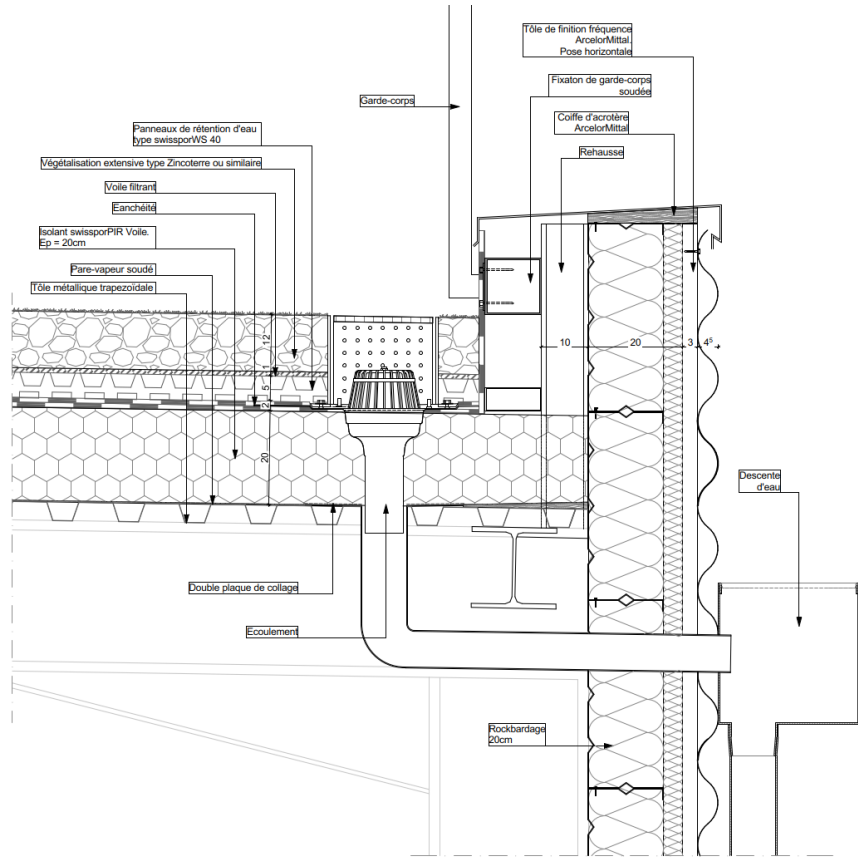 Tôle de finition fréquence
ArcelorMittal.
Pose horizontale
Fixaton de garde-corps
soudée
Garde-corps
Coiffe d'acrotère
ArcelorMittal
Rehausse
Panneaux de rétention d'eau
type swissporWS 40
Végétalisation extensive type Zincoterre ou similaire
Voile filtrant
Eanchéité
Isolant swissporPIR Voile.
Ep = 20cm
Pare-vapeur soudé
Tôle métallique trapezoïdale
12
1
5
2
20
10
20
3
4⁵
Descente
d'eau
Double plaque de collage
Ecoulement
Rockbardage
20cm